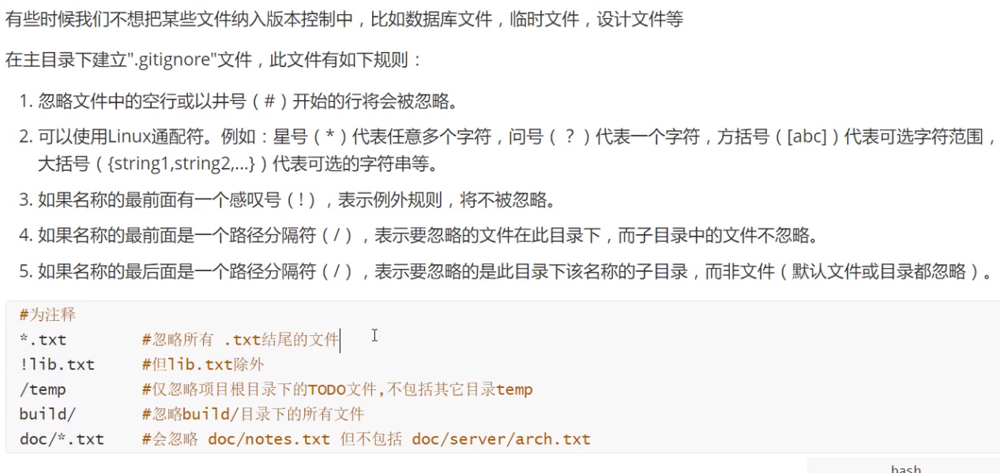 有些时候我们不想把某些文件纳入版本控制中，比如数据库文件，临时文件，设计文件等
在主目录下建立".gitignore"文件，此文件有如下规则：
1. 忽略文件中的空行或以井号（#）开始的行将会被忽略。
2. 可以使用Linux通配符。例如：星号（*）代表任意多个字符，问号（？）代表一个字符，方括号（[abc]）代表可选字符范围，
大括号（{string1,string2,...}）代表可选的字符串等。
3. 如果名称的最前面有一个感叹号（!），表示例外规则，将不被忽略。
4. 如果名称的最前面是一个路径分隔符（/），表示要忽略的文件在此目录下，而子目录中的文件不忽略。
5. 如果名称的最后面是一个路径分隔符（/），表示要忽略的是此目录下该名称的子目录，而非文件（默认文件或目录都忽略）。
#为注释
*.txt #忽略所有 .txt结尾的文件
!lib.txt #但lib.txt除外
/temp #仅忽略项目根目录下的TODO文件,不包括其它目录temp
build/ #忽略build/目录下的所有文件
doc/*.txt #会忽略 doc/notes.txt 但不包括 doc/server/arch.txt
bash